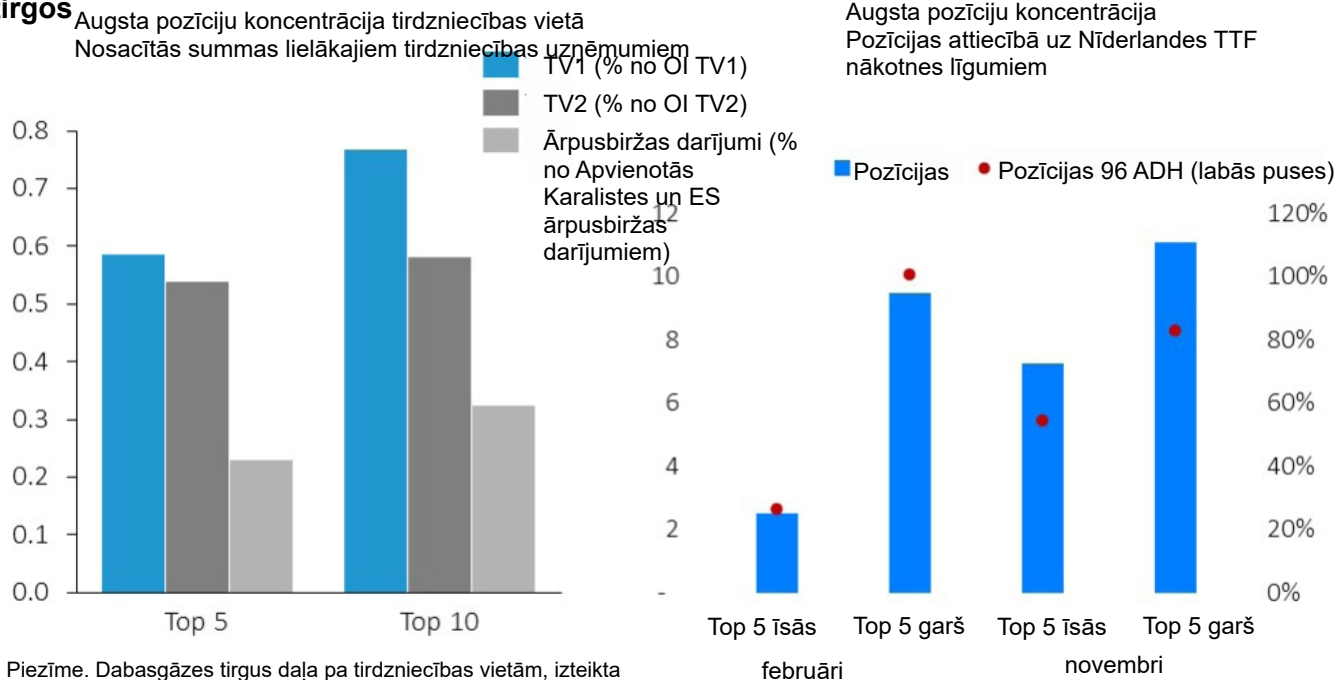 tirgos
Augsta pozīciju koncentrācija tirdzniecības vietā
Nosacītās summas lielākajiem tirdzniecības uzņēmumiem
TV1 (% no OI TV1)
TV2 (% no OI TV2)
Ārpusbiržas darījumi (%
no Apvienotās
Karalistes un ES
ārpusbiržas
darījumiem)
0.8
0.7
0.6
0.5
0.4
0.3
0.2
0.1
0.0
Top 5
Top 10
Piezīme. Dabasgāzes tirgus daļa pa tirdzniecības vietām, izteikta
Augsta pozīciju koncentrācija
Pozīcijas attiecībā uz Nīderlandes TTF
nākotnes līgumiem
Pozīcijas
Pozīcijas 96 ADH (labās puses)
12
10
8
6
4
2
-
120%
100%
80%
60%
40%
20%
0%
Top 5 īsās
Top 5 garš
Top 5 īsās
Top 5 garš
februāri
novembri